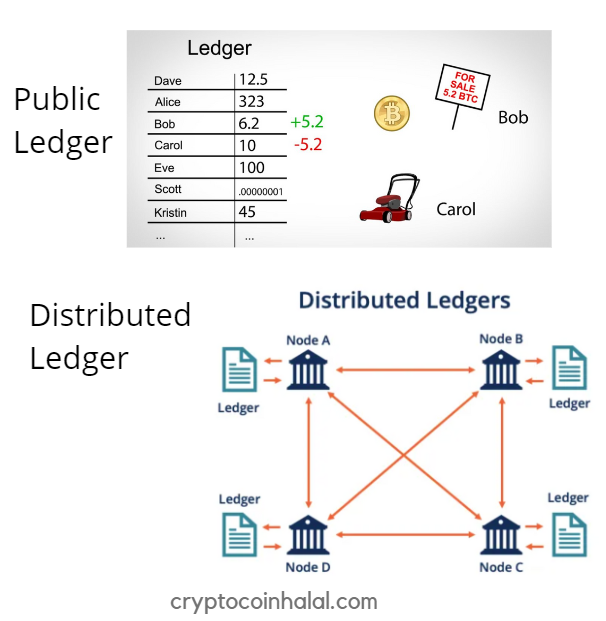 Public
Ledger
Ledger
Dave 12.5
Alice 323
Bob 6.2 +5.2
Carol 10 -5.2
Eve 100
Scott .00000001
Kristin 45
... ...
FOR
SALE
5.2 BTC
Bob
Carol
Distributed
Ledger
Distributed Ledgers
Node A
Node B
Ledger
Ledger
Ledger
Ledger
Node D
Node C
cryptocoinhalal.com